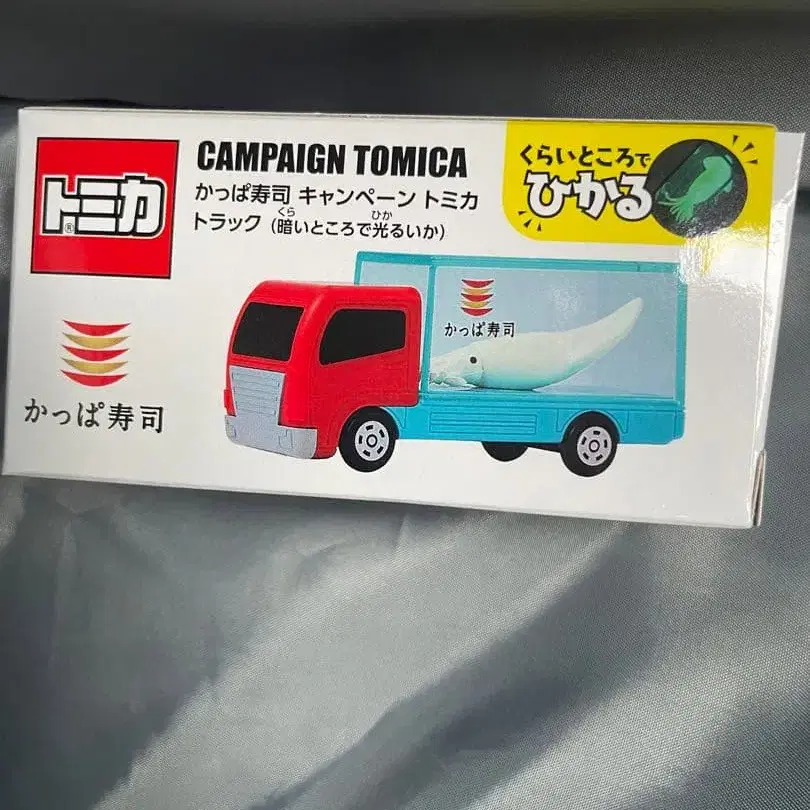 トミカ®
CAMPAIGN TOMICA
かっぱ寿司 キャンペーン トミカ
トラック（暗いところで光るいか）
くら
ひか
くらいところで
ひかる
かっぱ寿司
かっぱ寿司